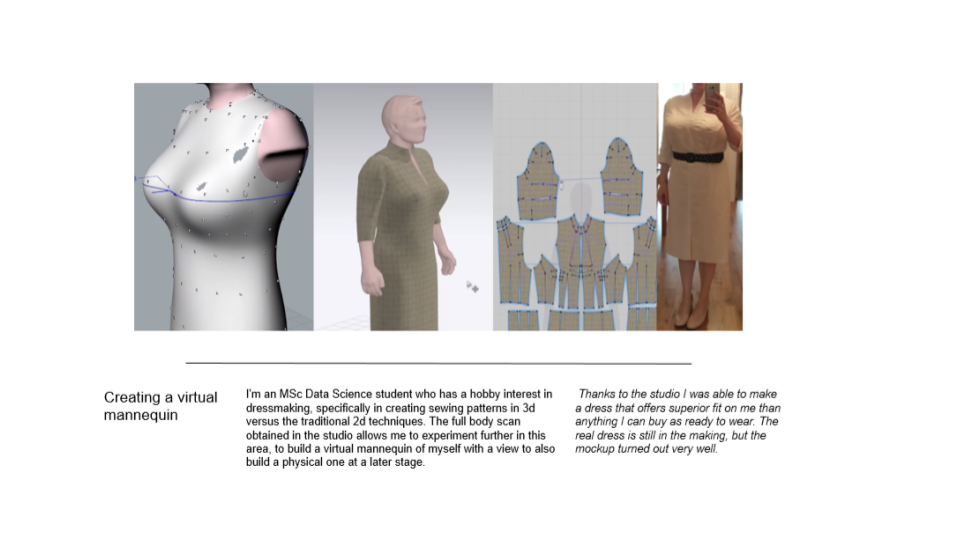 Creating a virtual
mannequin
I'm an MSc Data Science student who has a hobby interest in
dressmaking, specifically in creating sewing patterns in 3d
versus the traditional 2d techniques. The full body scan
obtained in the studio allows me to experiment further in this
area, to build a virtual mannequin of myself with a view to also
build a physical one at a later stage.
Thanks to the studio I was able to make
a dress that offers superior fit on me than
anything I can buy as ready to wear. The
real dress is still in the making, but the
mockup turned out very well.